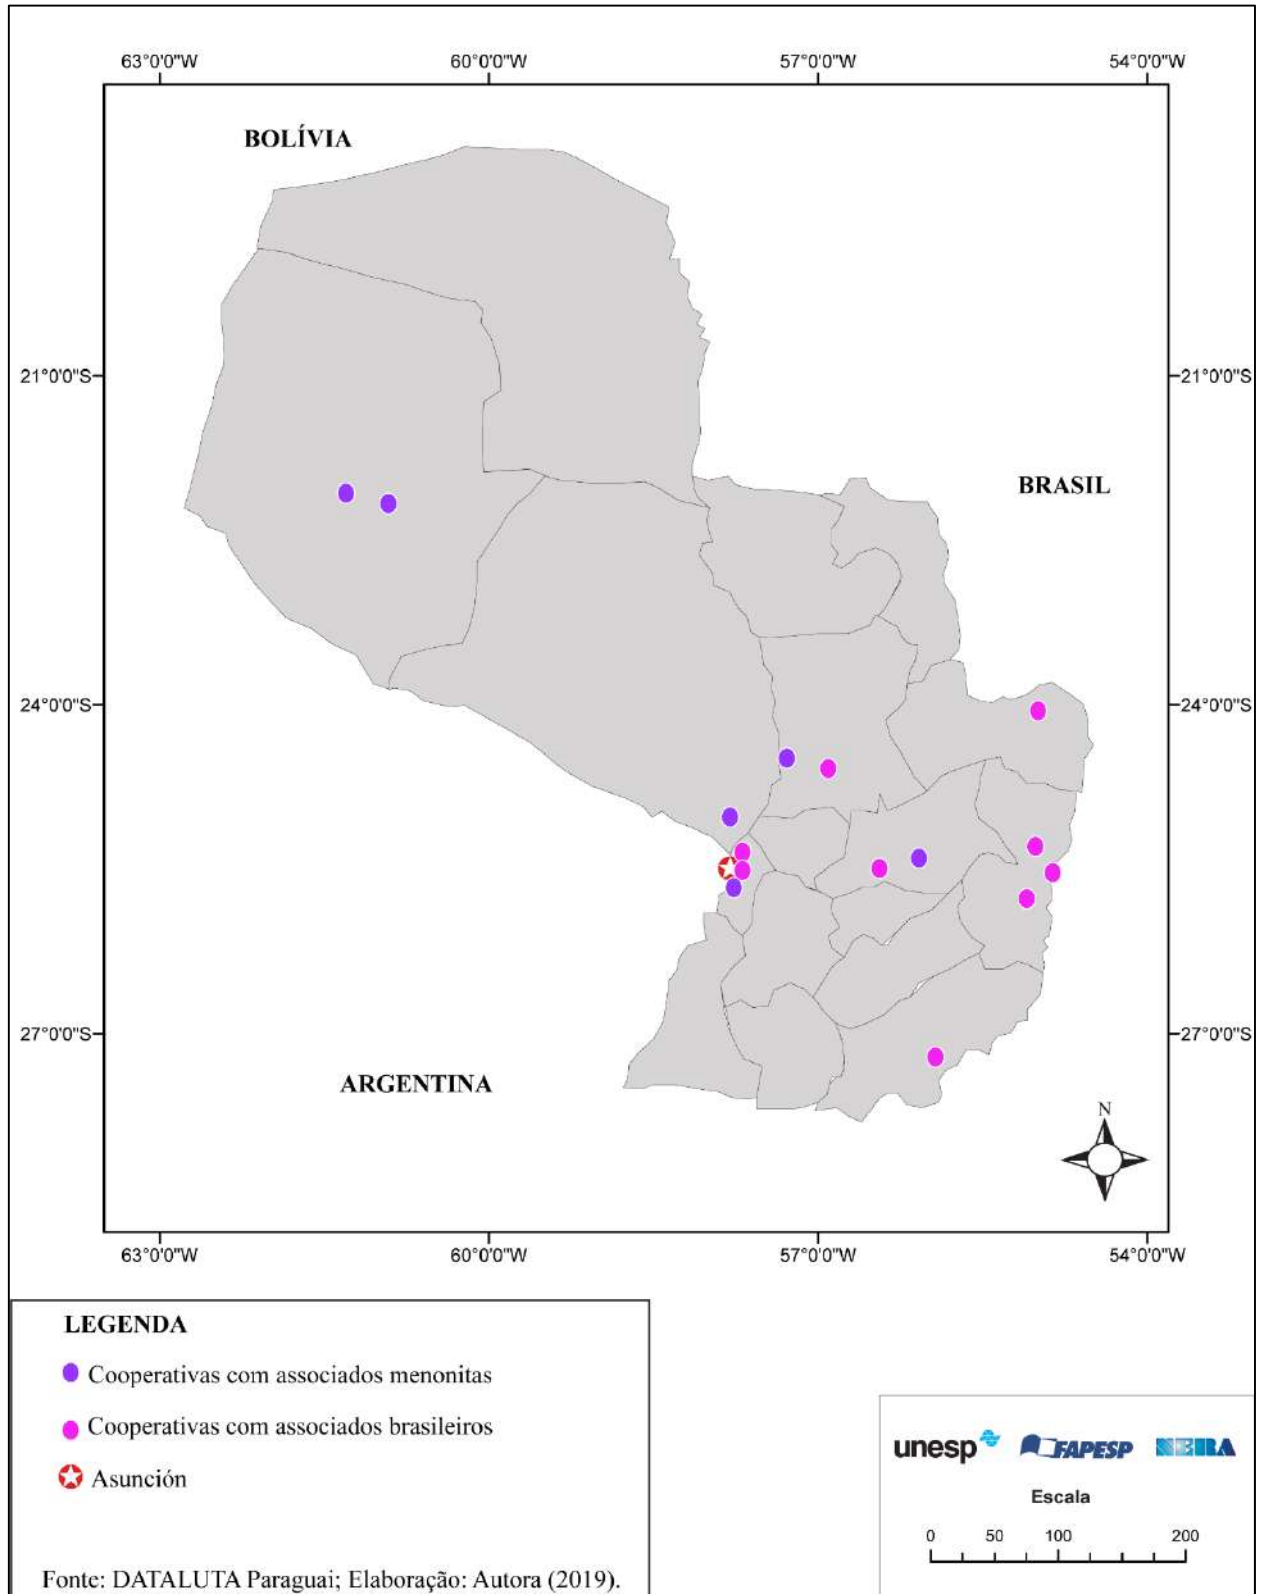 63°0'0"W 60°0'0"W 57°0'0"W 54°0'0"W
BOLÍVIA
21°0'0"S 21°0'0"S
BRASIL
24°0'0"S 24°0'0"S
27°0'0"S 27°0'0"S
ARGENTINA
N
63°0'0"W 60°0'0"W 57°0'0"W 54°0'0"W
LEGENDA
Cooperativas com associados menonitas
Cooperativas com associados brasileiros
Asunción
Fonte: DATALUTA Paraguai; Elaboração: Autora (2019).
unesp FAPESP NERA
Escala
0 50 100 200